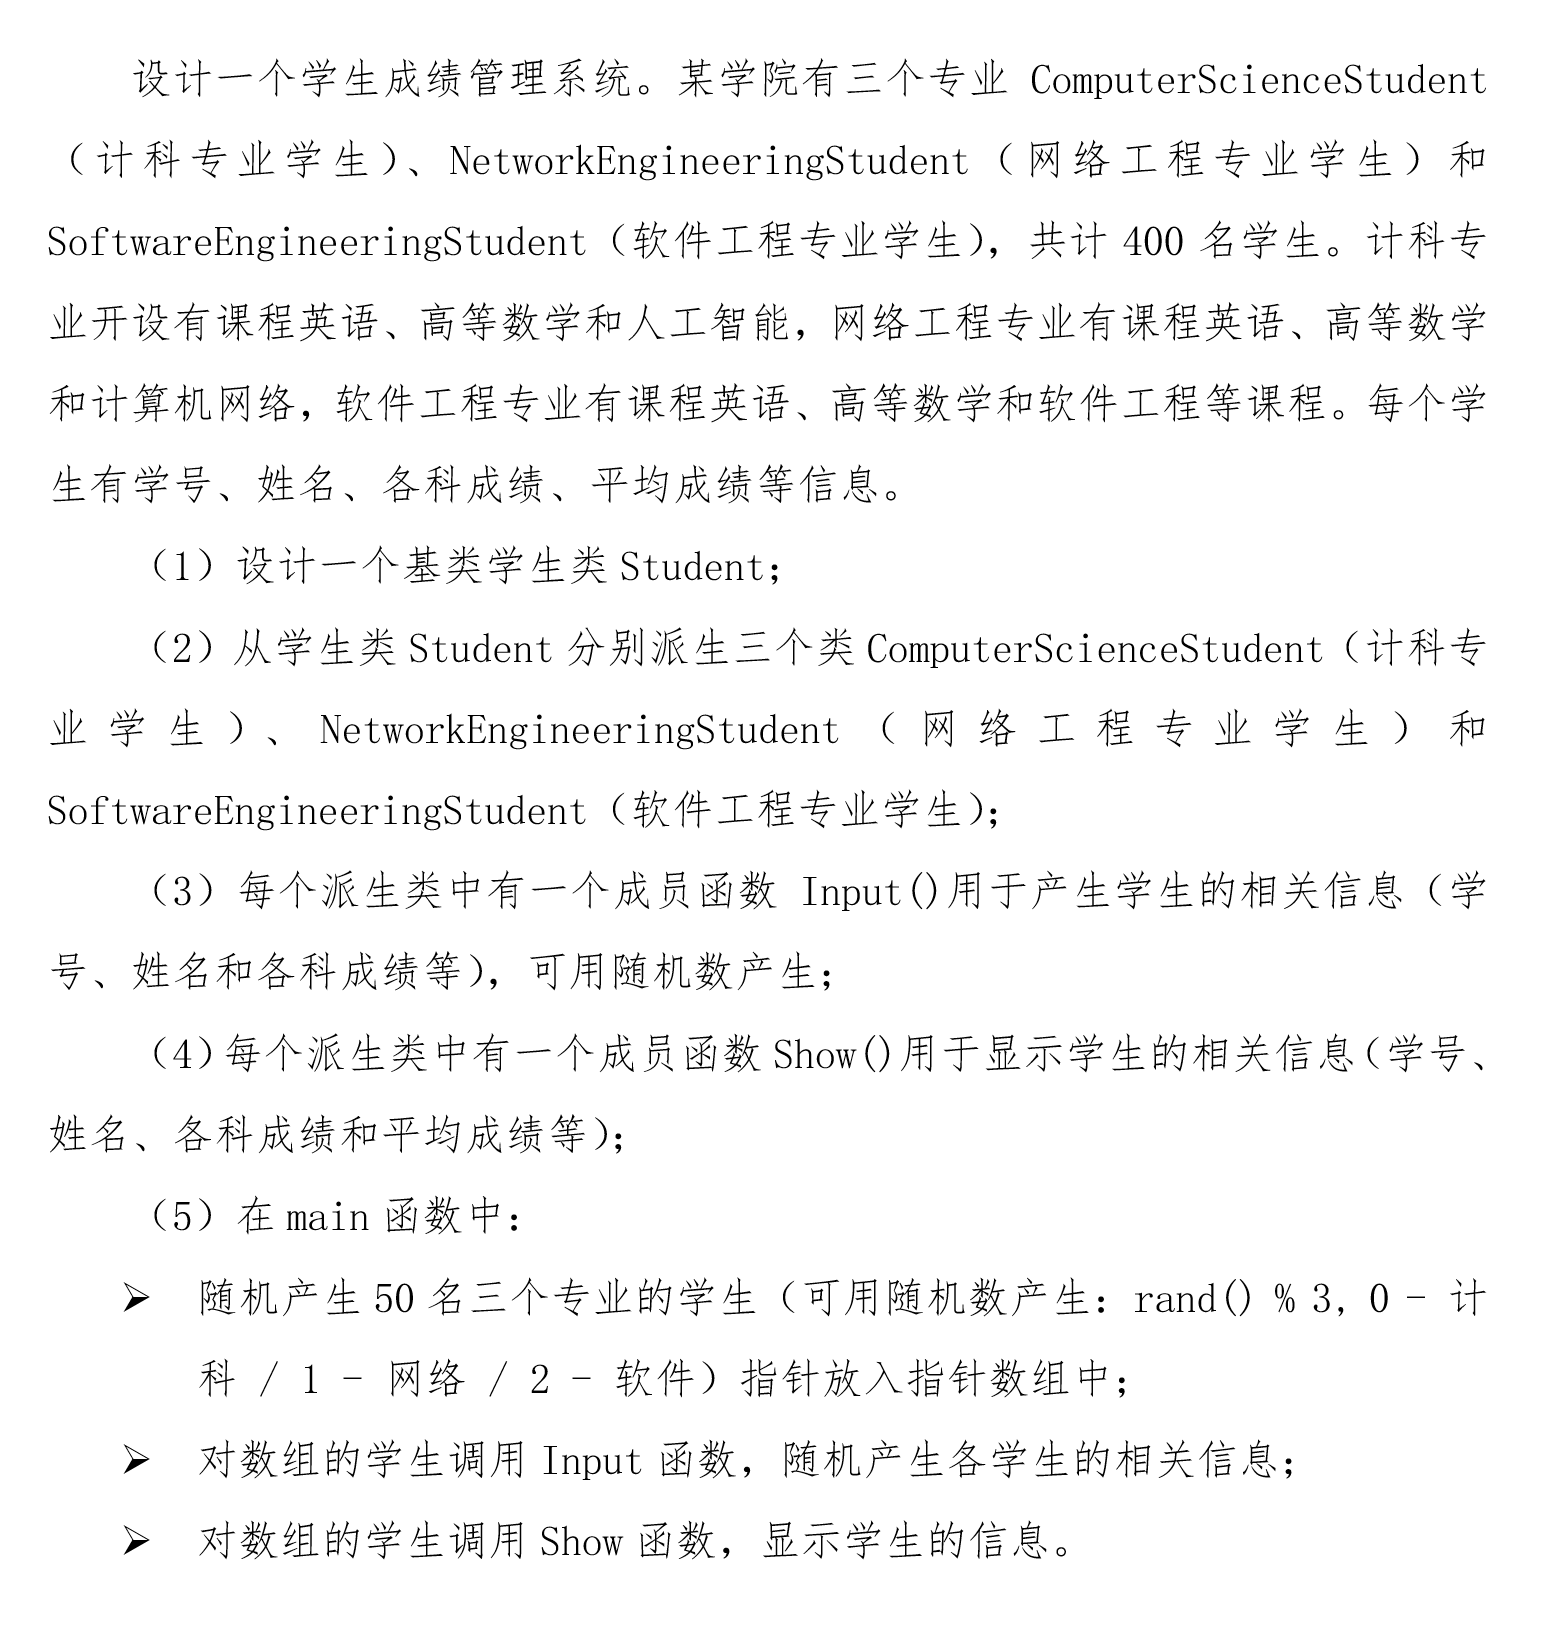 设计一个学生成绩管理系统。某学院有三个专业 ComputerScienceStudent
（计科专业学生）、NetworkEngineeringStudent（网络工程专业学生）和
SoftwareEngineeringStudent（软件工程专业学生），共计 400 名学生。计科专
业开设有课程英语、高等数学和人工智能，网络工程专业有课程英语、高等数学
和计算机网络，软件工程专业有课程英语、高等数学和软件工程等课程。每个学
生有学号、姓名、各科成绩、平均成绩等信息。
（1）设计一个基类学生类 Student；
（2）从学生类 Student 分别派生三个类 ComputerScienceStudent（计科专
业学生）、NetworkEngineeringStudent（网络工程专业学生）和
SoftwareEngineeringStudent（软件工程专业学生）；
（3）每个派生类中有一个成员函数 Input()用于产生学生的相关信息（学
号、姓名和各科成绩等），可用随机数产生；
（4）每个派生类中有一个成员函数 Show()用于显示学生的相关信息（学号、
姓名、各科成绩和平均成绩等）；
（5）在 main 函数中：
➢ 随机产生 50 名三个专业的学生（可用随机数产生：rand() % 3, 0 - 计
科 / 1 - 网络 / 2 - 软件）指针放入指针数组中；
➢ 对数组的学生调用 Input 函数，随机产生各学生的相关信息；
➢ 对数组的学生调用 Show 函数，显示学生的信息。